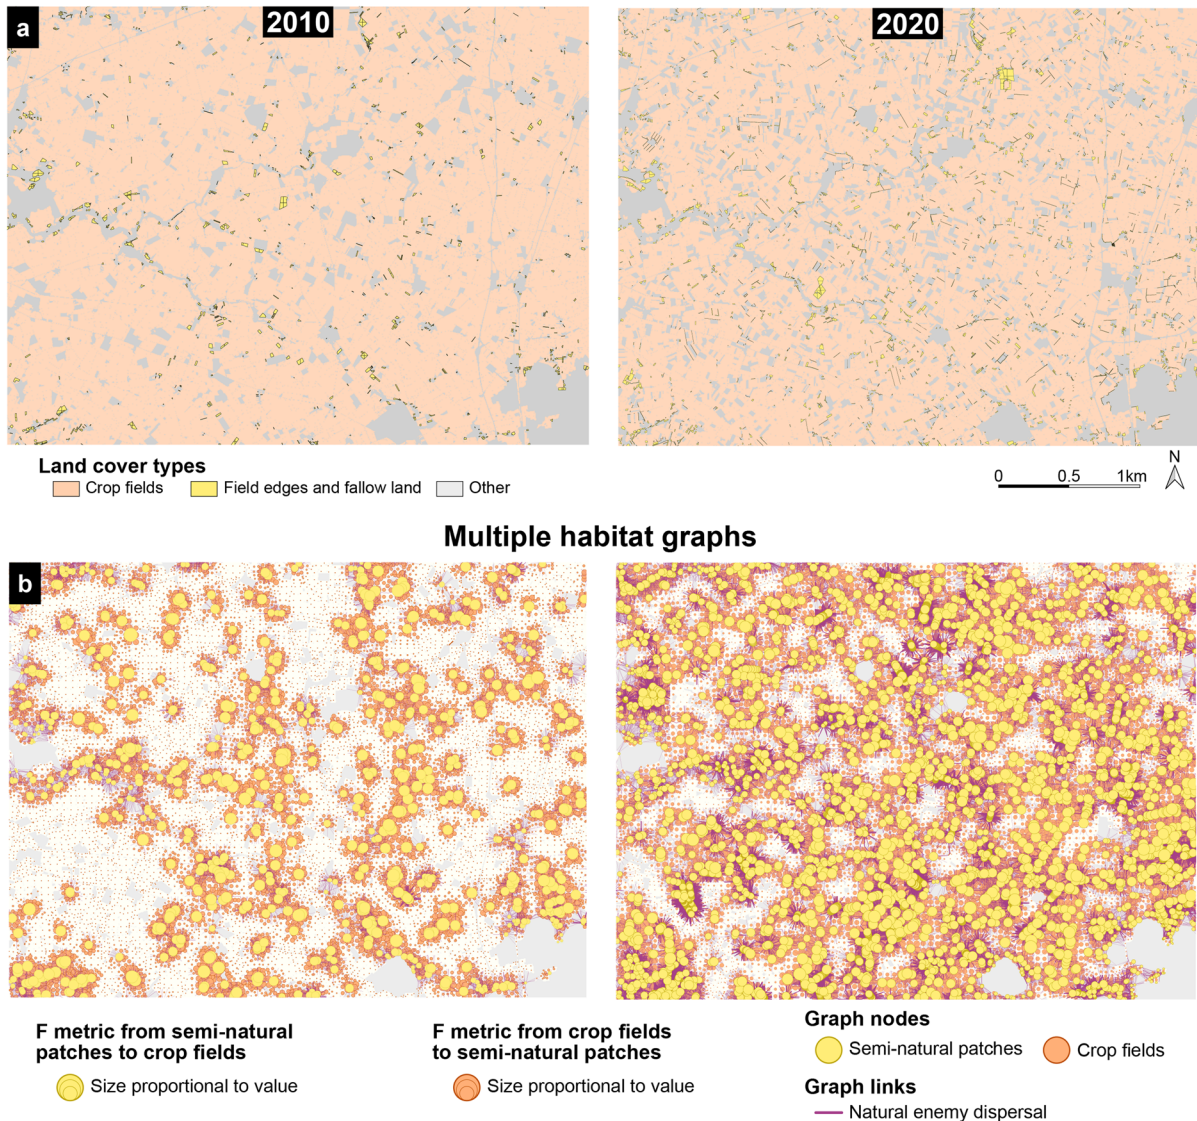 a
2010
2020
Land cover types
Crop fields
Field edges and fallow land
Other
0 0.5 1km
N
Multiple habitat graphs
b
F metric from semi-natural
patches to crop fields
Size proportional to value
F metric from crop fields
to semi-natural patches
Size proportional to value
Graph nodes
Semi-natural patches
Crop fields
Graph links
Natural enemy dispersal